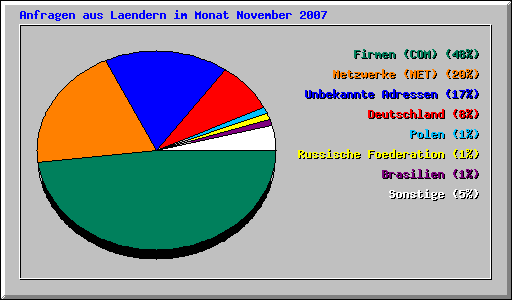 Anfragen aus Laendern im Monat November 2007
Firmen (COM) (48%)
Netzwerke (NET) (20%)
Unbekannte Adressen (17%)
Deutschland (8%)
Polen (1%)
Russische Foederation (1%)
Brasilien (1%)
Sonstige (5%)